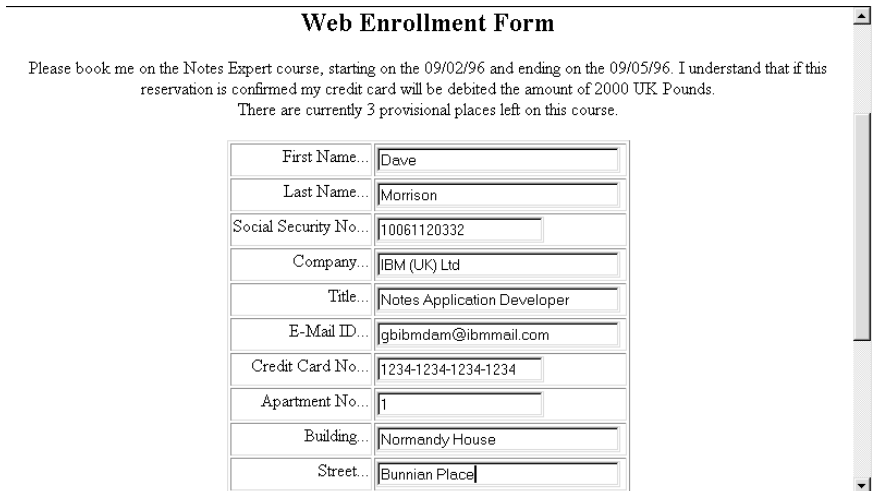 Web Enrollment Form
Please book me on the Notes Expert course, starting on the 09/02/96 and ending on the 09/05/96. I understand that if this
reservation is confirmed my credit card will be debited the amount of 2000 UK Pounds.
There are currently 3 provisional places left on this course.
First Name... Dave
Last Name... Morrison
Social Security No... 10061120332
Company... IBM (UK) Ltd
Title... Notes Application Developer
E-Mail ID... gbibmdam@ibmmail.com
Credit Card No... 1234-1234-1234-1234
Apartment No... 1
Building... Normandy House
Street... Bunnian Place